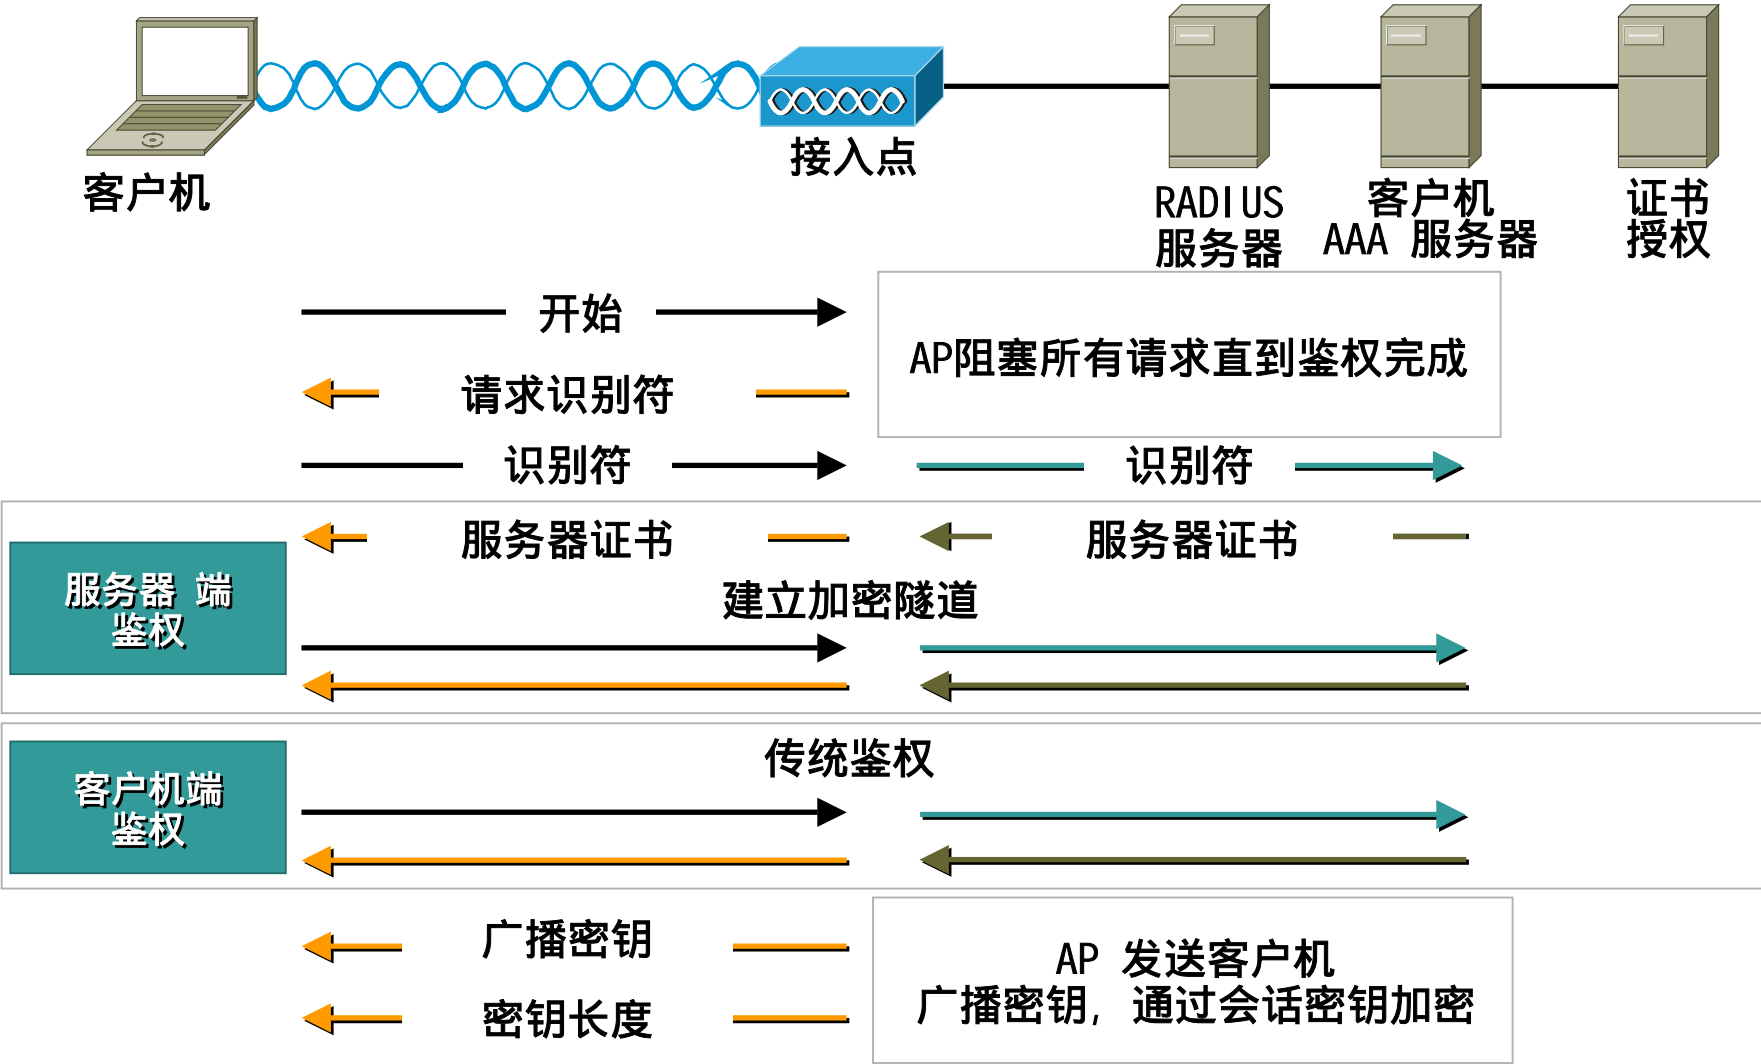 客户机
接入点
RADIUS
服务器
客户机
AAA 服务器
证书
授权
开始
AP阻塞所有请求直到鉴权完成
请求识别符
识别符
识别符
服务器证书
服务器证书
服务器 端
鉴权
建立加密隧道
传统鉴权
客户机端
鉴权
广播密钥
AP 发送客户机
广播密钥, 通过会话密钥加密
密钥长度